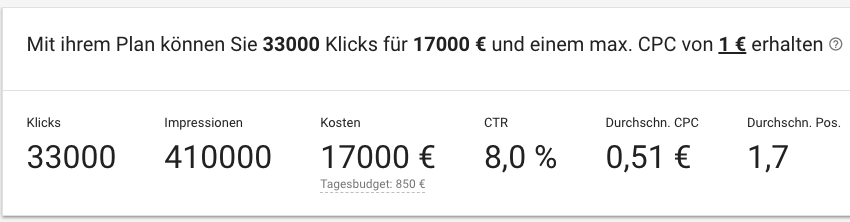 Mit ihrem Plan können Sie 33000 Klicks für 17000 € und einem max. CPC von 1 € erhalten ?
Klicks Impressionen Kosten CTR Durchschn. CPC Durchschn. Pos.
33000 410000 17000 € 8,0 % 0,51 € 1,7
Tagesbudget: 850 €